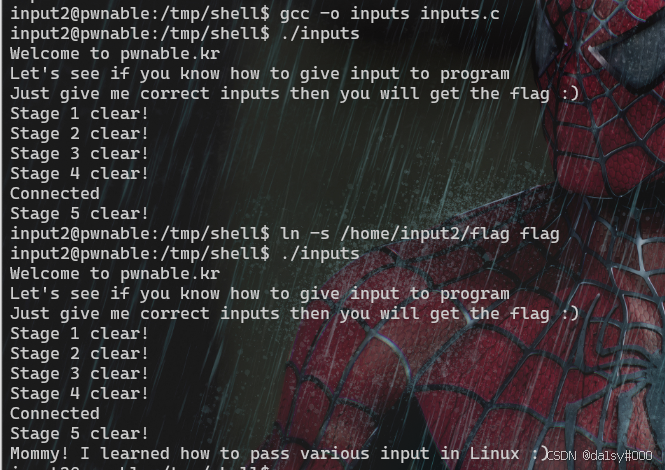 input2@pwnable:/tmp/shell$ gcc -o inputs inputs.c
input2@pwnable:/tmp/shell$ ./inputs
Welcome to pwnable.kr
Let's see if you know how to give input to program
Just give me correct inputs then you will get the flag :)
Stage 1 clear!
Stage 2 clear!
Stage 3 clear!
Stage 4 clear!
Connected
Stage 5 clear!
input2@pwnable:/tmp/shell$ ln -s /home/input2/flag flag
input2@pwnable:/tmp/shell$ ./inputs
Welcome to pwnable.kr
Let's see if you know how to give input to program
Just give me correct inputs then you will get the flag :)
Stage 1 clear!
Stage 2 clear!
Stage 3 clear!
Stage 4 clear!
Connected
Stage 5 clear!
Mommy! I learned how to pass various input in Linux :)
CSDN @da1sy#000